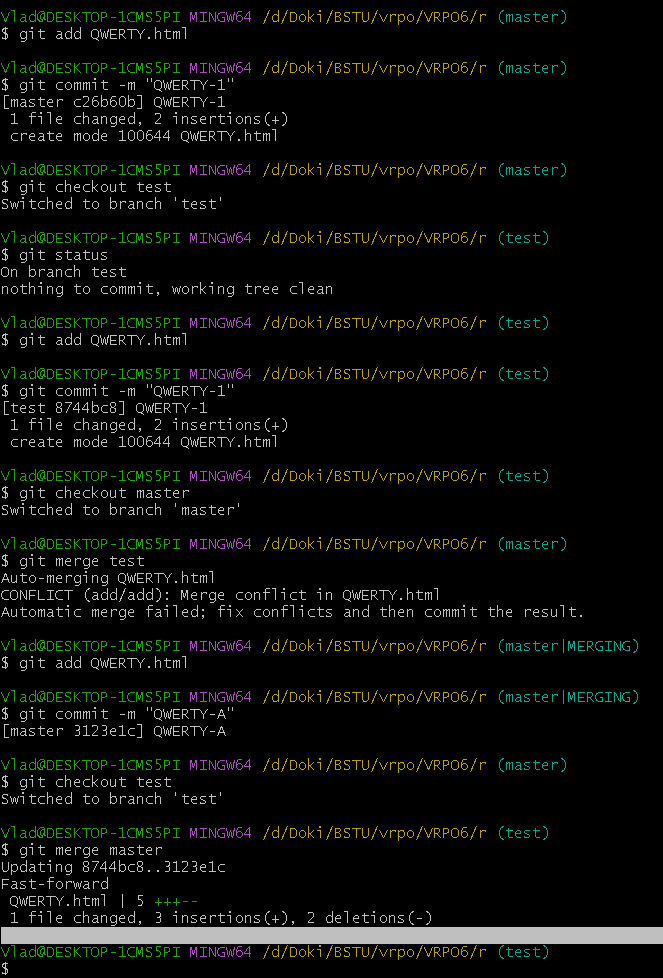 Vlad@DESKTOP-1CMS5PI MINGW64 /d/Doki/BSTU/vrpo/VRPO6/r (master)
$ git add QWERTY.html
Vlad@DESKTOP-1CMS5PI MINGW64 /d/Doki/BSTU/vrpo/VRPO6/r (master)
$ git commit -m "QWERTY-1"
[master c26b60b] QWERTY-1
 1 file changed, 2 insertions(+)
 create mode 100644 QWERTY.html
Vlad@DESKTOP-1CMS5PI MINGW64 /d/Doki/BSTU/vrpo/VRPO6/r (master)
$ git checkout test
Switched to branch 'test'
Vlad@DESKTOP-1CMS5PI MINGW64 /d/Doki/BSTU/vrpo/VRPO6/r (test)
$ git status
On branch test
nothing to commit, working tree clean
Vlad@DESKTOP-1CMS5PI MINGW64 /d/Doki/BSTU/vrpo/VRPO6/r (test)
$ git add QWERTY.html
Vlad@DESKTOP-1CMS5PI MINGW64 /d/Doki/BSTU/vrpo/VRPO6/r (test)
$ git commit -m "QWERTY-1"
[test 8744bc8] QWERTY-1
 1 file changed, 2 insertions(+)
 create mode 100644 QWERTY.html
Vlad@DESKTOP-1CMS5PI MINGW64 /d/Doki/BSTU/vrpo/VRPO6/r (test)
$ git checkout master
Switched to branch 'master'
Vlad@DESKTOP-1CMS5PI MINGW64 /d/Doki/BSTU/vrpo/VRPO6/r (master)
$ git merge test
Auto-merging QWERTY.html
CONFLICT (add/add): Merge conflict in QWERTY.html
Automatic merge failed; fix conflicts and then commit the result.
Vlad@DESKTOP-1CMS5PI MINGW64 /d/Doki/BSTU/vrpo/VRPO6/r (master|MERGING)
$ git add QWERTY.html
Vlad@DESKTOP-1CMS5PI MINGW64 /d/Doki/BSTU/vrpo/VRPO6/r (master|MERGING)
$ git commit -m "QWERTY-A"
[master 3123e1c] QWERTY-A
Vlad@DESKTOP-1CMS5PI MINGW64 /d/Doki/BSTU/vrpo/VRPO6/r (master)
$ git checkout test
Switched to branch 'test'
Vlad@DESKTOP-1CMS5PI MINGW64 /d/Doki/BSTU/vrpo/VRPO6/r (test)
$ git merge master
Updating 8744bc8..3123e1c
Fast-forward
 QWERTY.html | 5 +++--
 1 file changed, 3 insertions(+), 2 deletions(-)
Vlad@DESKTOP-1CMS5PI MINGW64 /d/Doki/BSTU/vrpo/VRPO6/r (test)
$